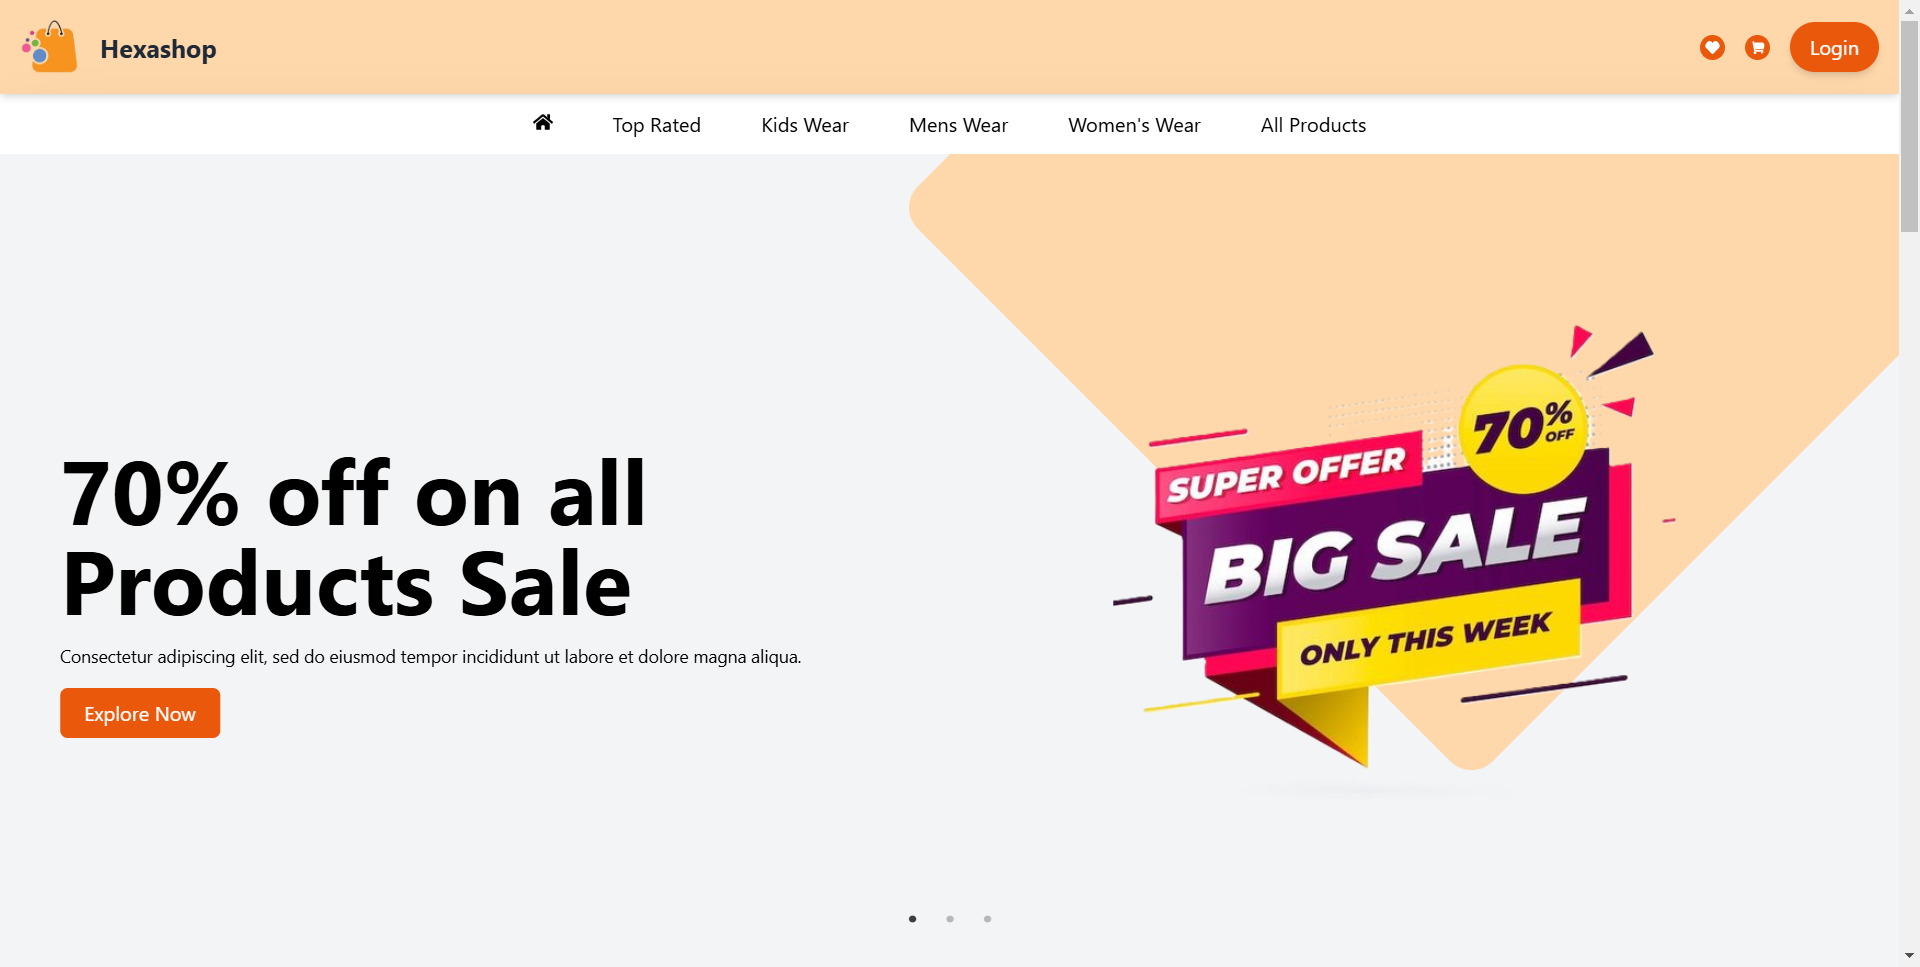 Hexashop
Login
Top Rated
Kids Wear
Mens Wear
Women's Wear
All Products
70% off on all
Products Sale
Consectetur adipiscing elit, sed do eiusmod tempor incididunt ut labore et dolore magna aliqua.
Explore Now
70%
OFF
SUPER OFFER
BIG SALE
ONLY THIS WEEK